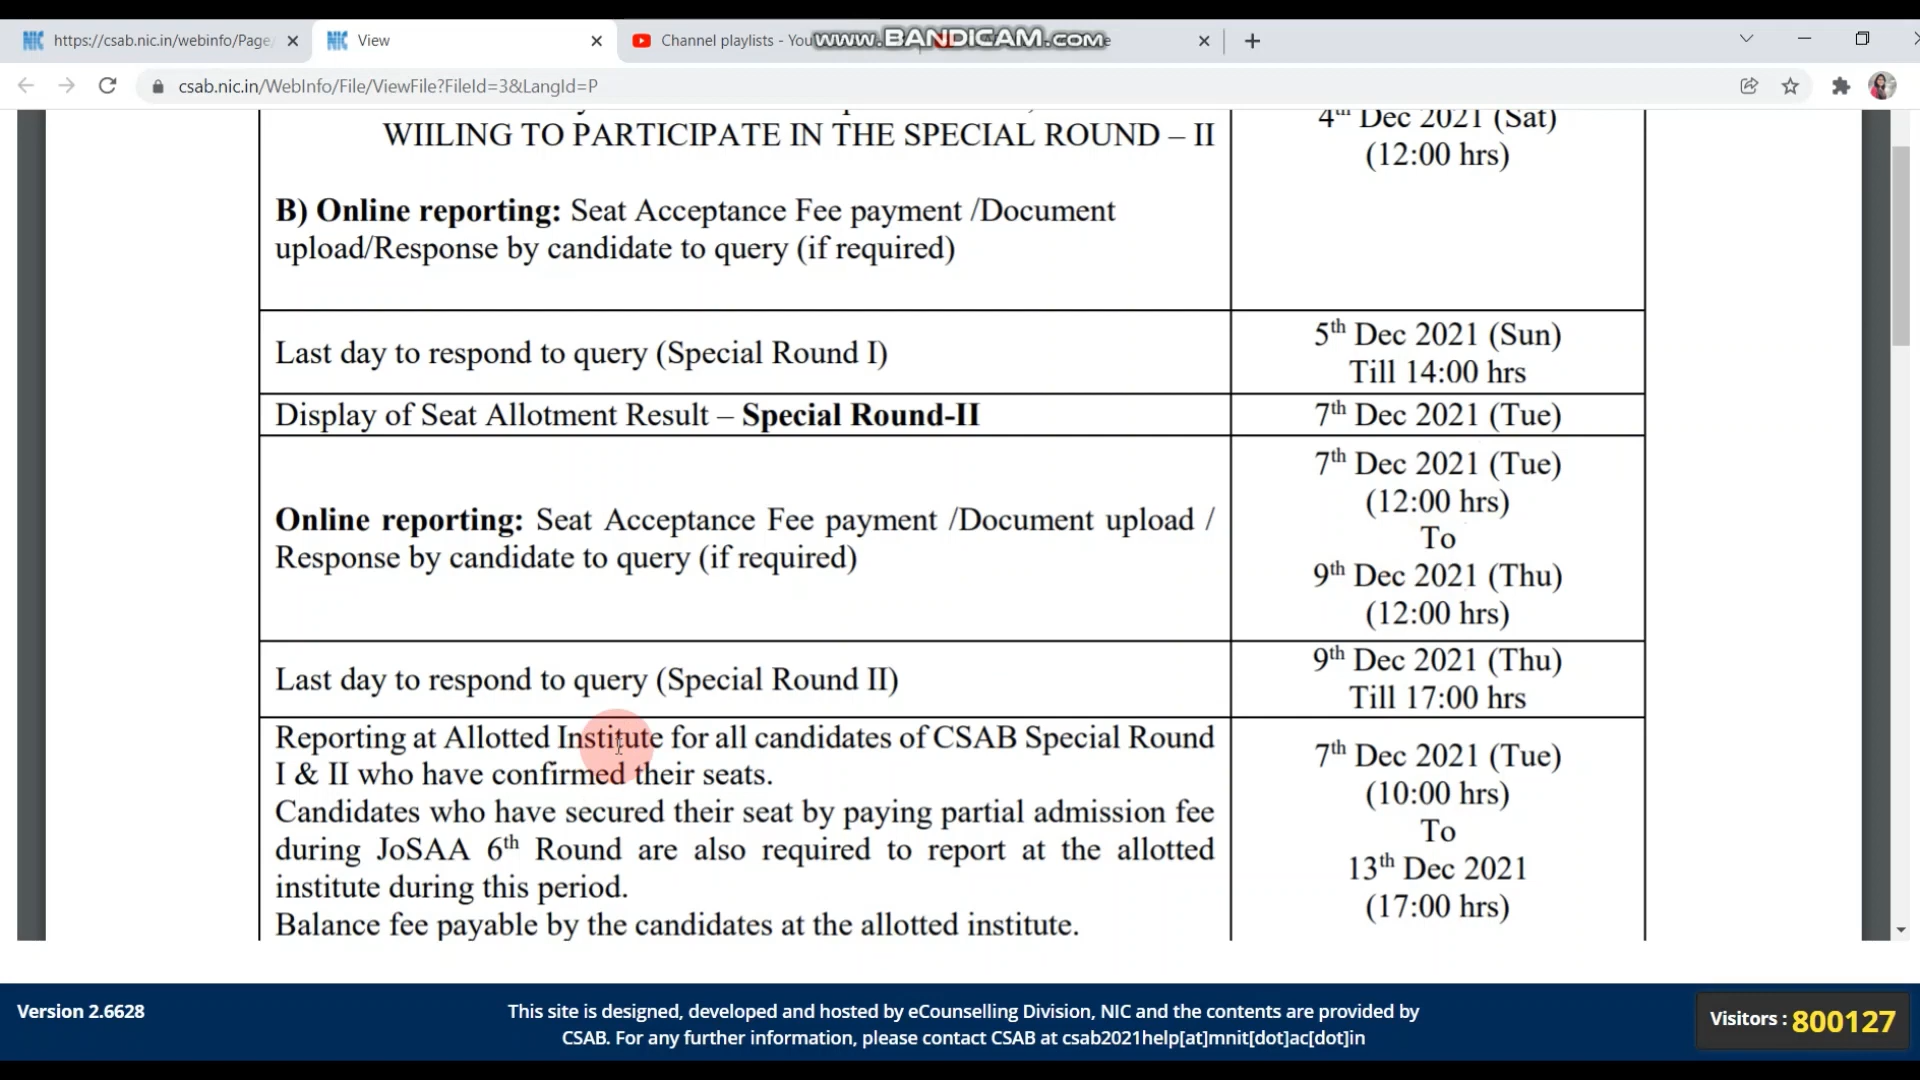 https://csab.nic.in/webinfo/Page/
NIC View
Channel playlists - You
www.BANDICAM.com
csab.nic.in/WebInfo/File/ViewFile?FileId=3&LangId=P
WIILING TO PARTICIPATE IN THE SPECIAL ROUND – II
4th Dec 2021 (Sat)
(12:00 hrs)
B) Online reporting: Seat Acceptance Fee payment /Document
upload/Response by candidate to query (if required)
Last day to respond to query (Special Round I)
5th Dec 2021 (Sun)
Till 14:00 hrs
Display of Seat Allotment Result – Special Round-II
7th Dec 2021 (Tue)
Online reporting: Seat Acceptance Fee payment /Document upload /
Response by candidate to query (if required)
7th Dec 2021 (Tue)
(12:00 hrs)
To
9th Dec 2021 (Thu)
(12:00 hrs)
Last day to respond to query (Special Round II)
9th Dec 2021 (Thu)
Till 17:00 hrs
Reporting at Allotted Institute for all candidates of CSAB Special Round
I & II who have confirmed their seats.
Candidates who have secured their seat by paying partial admission fee
during JoSAA 6th Round are also required to report at the allotted
institute during this period.
Balance fee payable by the candidates at the allotted institute.
7th Dec 2021 (Tue)
(10:00 hrs)
To
13th Dec 2021
(17:00 hrs)
Version 2.6628
This site is designed, developed and hosted by eCounselling Division, NIC and the contents are provided by
CSAB. For any further information, please contact CSAB at csab2021help[at]mnit[dot]ac[dot]in
Visitors : 800127